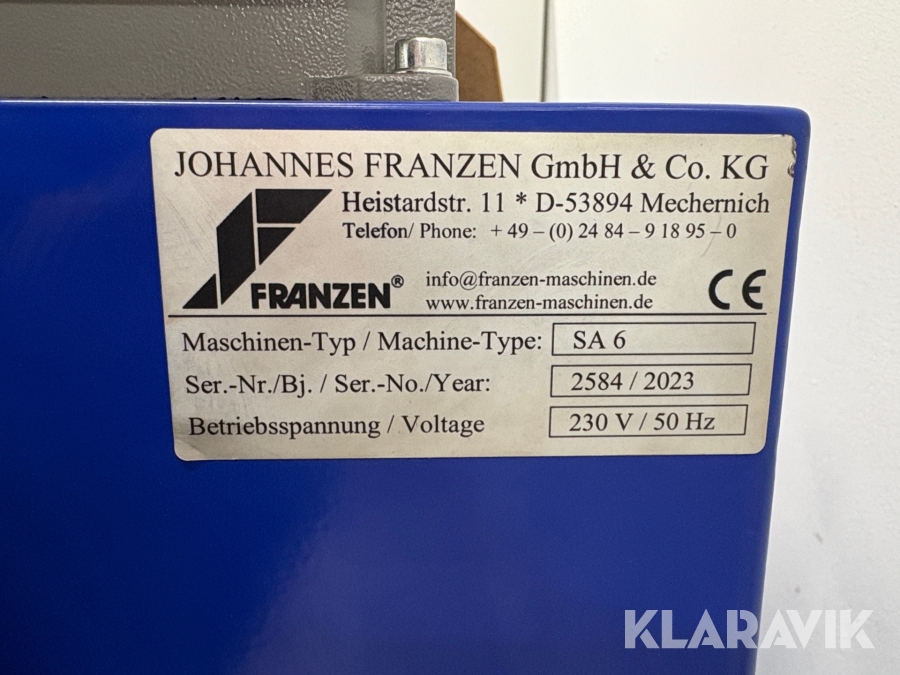 JOHANNES FRANZEN GmbH & Co. KG
Heistardstr. 11 * D-53894 Mechernich
Telefon/ Phone: + 49 – (0) 24 84 – 9 18 95 – 0
FRANZEN®
info@franzen-maschinen.de
www.franzen-maschinen.de
CE
Maschinen-Typ / Machine-Type: SA 6
Ser.-Nr./Bj. / Ser.-No./Year: 2584 / 2023
Betriebsspannung / Voltage 230 V / 50 Hz
KLARAVIK